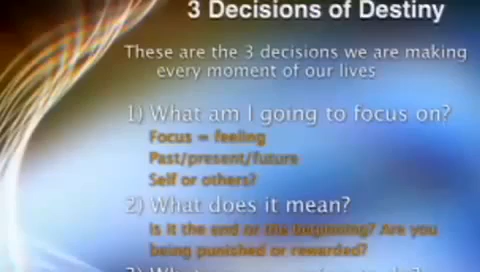 3 Decisions of Destiny
These are the 3 decisions we are making
every moment of our lives
1) What am I going to focus on?
Focus = feeling
Past/present/future
Self or others?
2) What does it mean?
Is it the end or the beginning? Are you
being punished or rewarded?